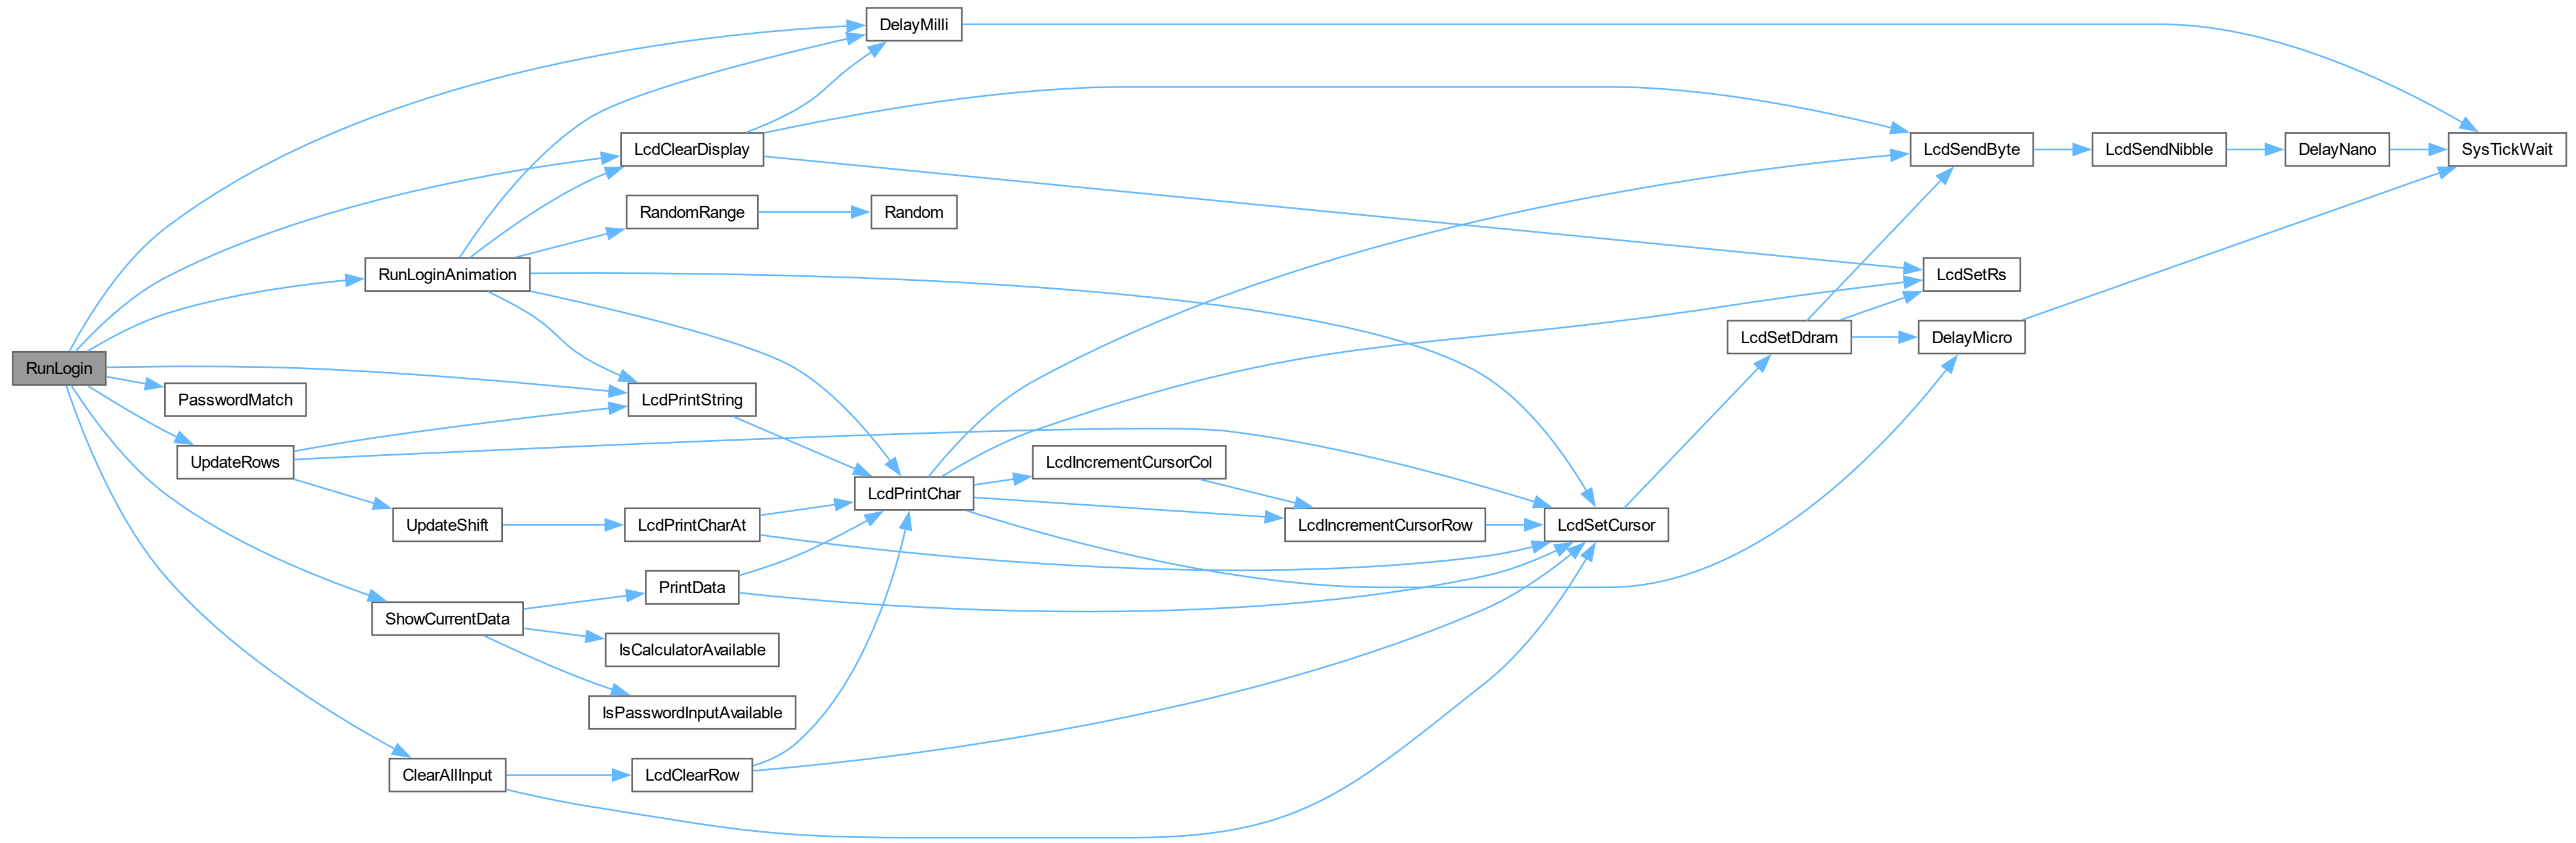 DelayMilli
LcdClearDisplay
LcdSendByte
LcdSendNibble
DelayNano
SysTickWait
RandomRange
Random
RunLoginAnimation
LcdSetRs
LcdSetDdram
DelayMicro
RunLogin
PasswordMatch
LcdPrintString
UpdateRows
LcdIncrementCursorCol
LcdPrintChar
UpdateShift
LcdPrintCharAt
LcdIncrementCursorRow
LcdSetCursor
PrintData
ShowCurrentData
IsCalculatorAvailable
IsPasswordInputAvailable
ClearAllInput
LcdClearRow